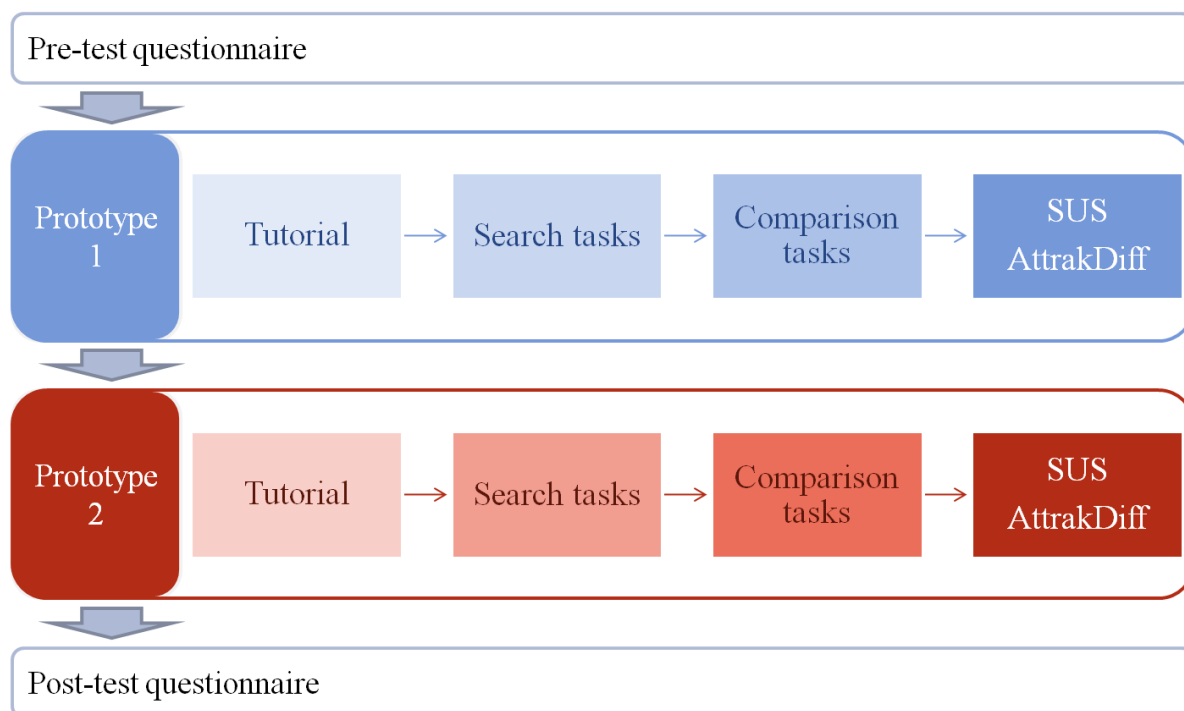 Pre-test questionnaire
Prototype
1
Tutorial
Search tasks
Comparison
tasks
SUS
AttrakDiff
Prototype
2
Tutorial
Search tasks
Comparison
tasks
SUS
AttrakDiff
Post-test questionnaire